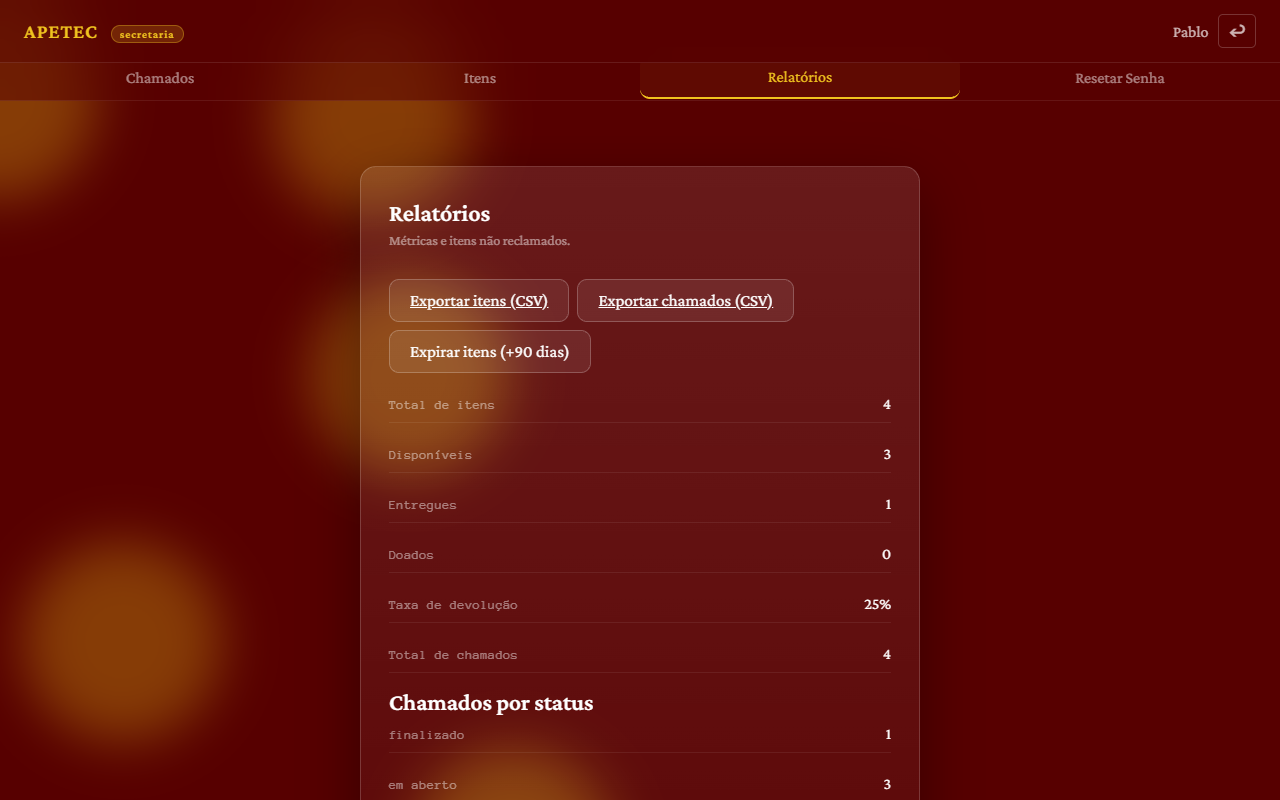 APETEC secretaria Pablo
Chamados Itens Relatórios Resetar Senha
Relatórios
Métricas e itens não reclamados.
Exportar itens (CSV) Exportar chamados (CSV)
Expirar itens (+90 dias)
Total de itens 4
Disponíveis 3
Entregues 1
Doados 0
Taxa de devolução 25%
Total de chamados 4
Chamados por status
finalizado 1
em aberto 3